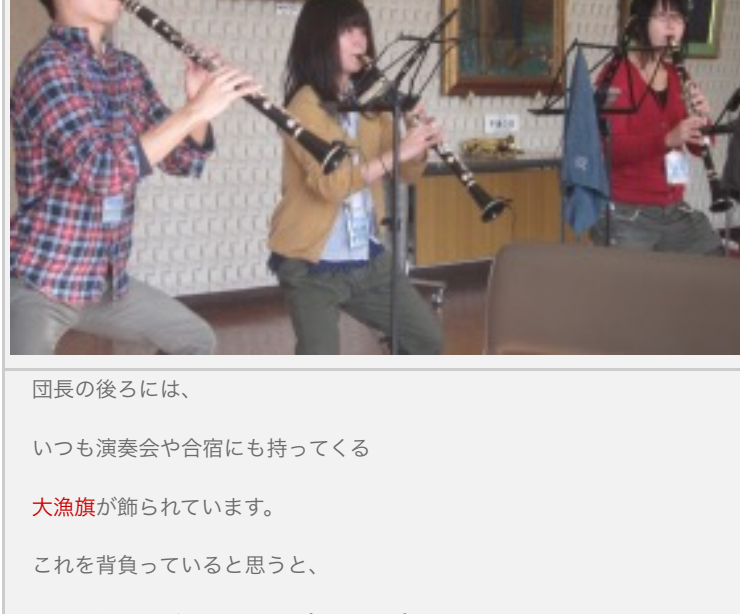 団長の後ろには、
いつも演奏会や合宿にも持ってくる
大漁旗が飾られています。
これを背負っていると思うと、